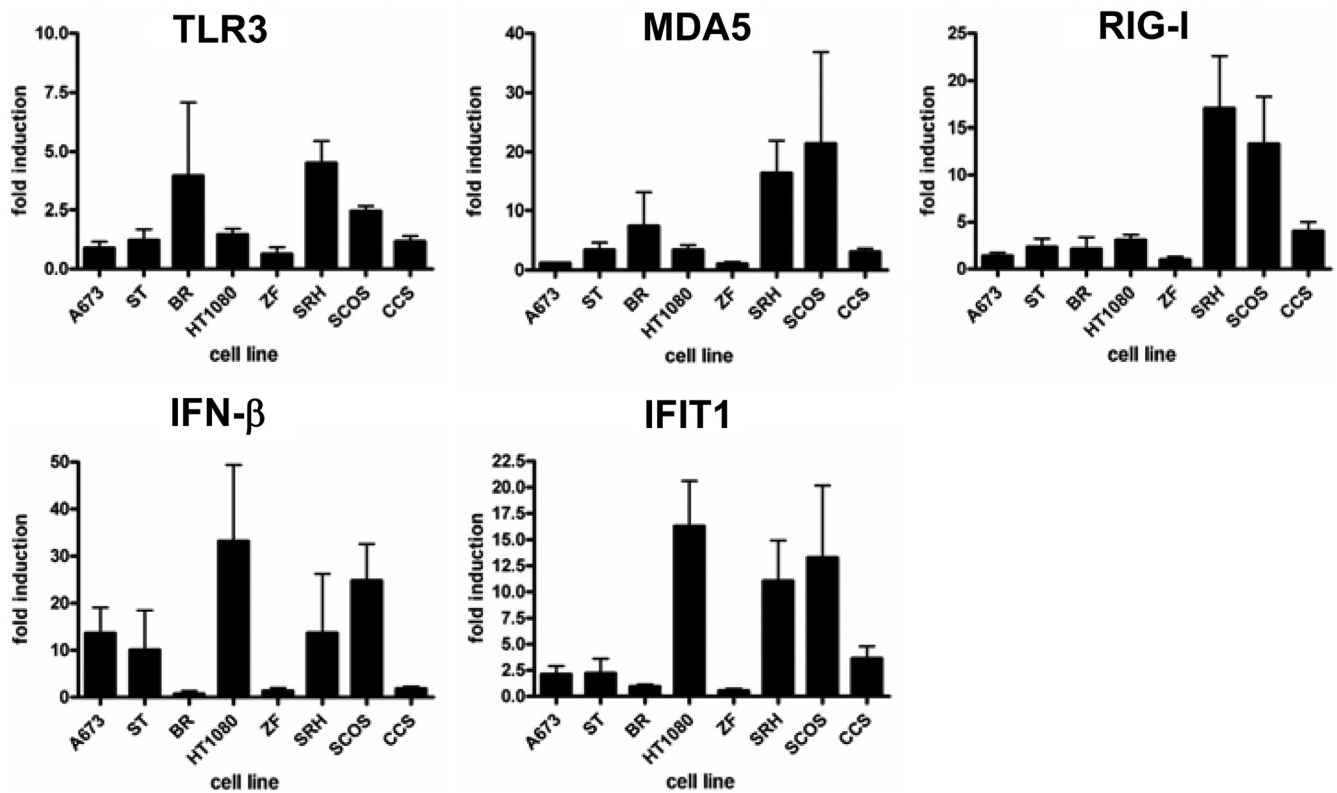 TLR3
10.0
7.5
5.0
2.5
0.0
fold induction
A673
ST
BR
HT1080
ZF
SRH
SCOS
CCS
cell line
MDA5
40
30
20
10
0
fold induction
A673
ST
BR
HT1080
ZF
SRH
SCOS
CCS
cell line
RIG-I
25
20
15
10
5
0
fold induction
A673
ST
BR
HT1080
ZF
SRH
SCOS
CCS
cell line
IFN-β
50
40
30
20
10
0
fold induction
A673
ST
BR
HT1080
ZF
SRH
SCOS
CCS
cell line
IFIT1
22.5
20.0
17.5
15.0
12.5
10.0
7.5
5.0
2.5
0.0
fold induction
A673
ST
BR
HT1080
ZF
SRH
SCOS
CCS
cell line